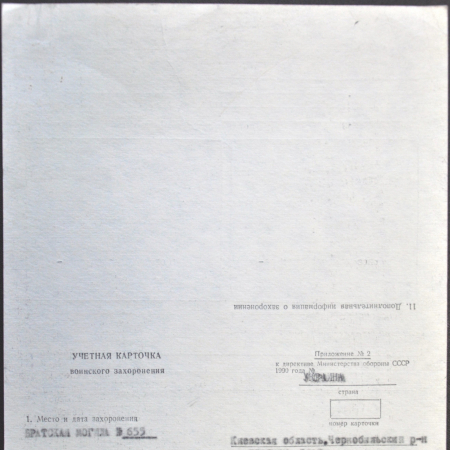 11. Дополнительная информация о захоронении
УЧЕТНАЯ КАРТОЧКА
воинского захоронения
Приложение № 2
к директиве Министерства обороны СССР
1990 года №
УКРАИНА
страна
номер карточки
1. Место и дата захоронения
БРАТСКАЯ МОГИЛА № 655
Киевская область, Чернобыльский р-н